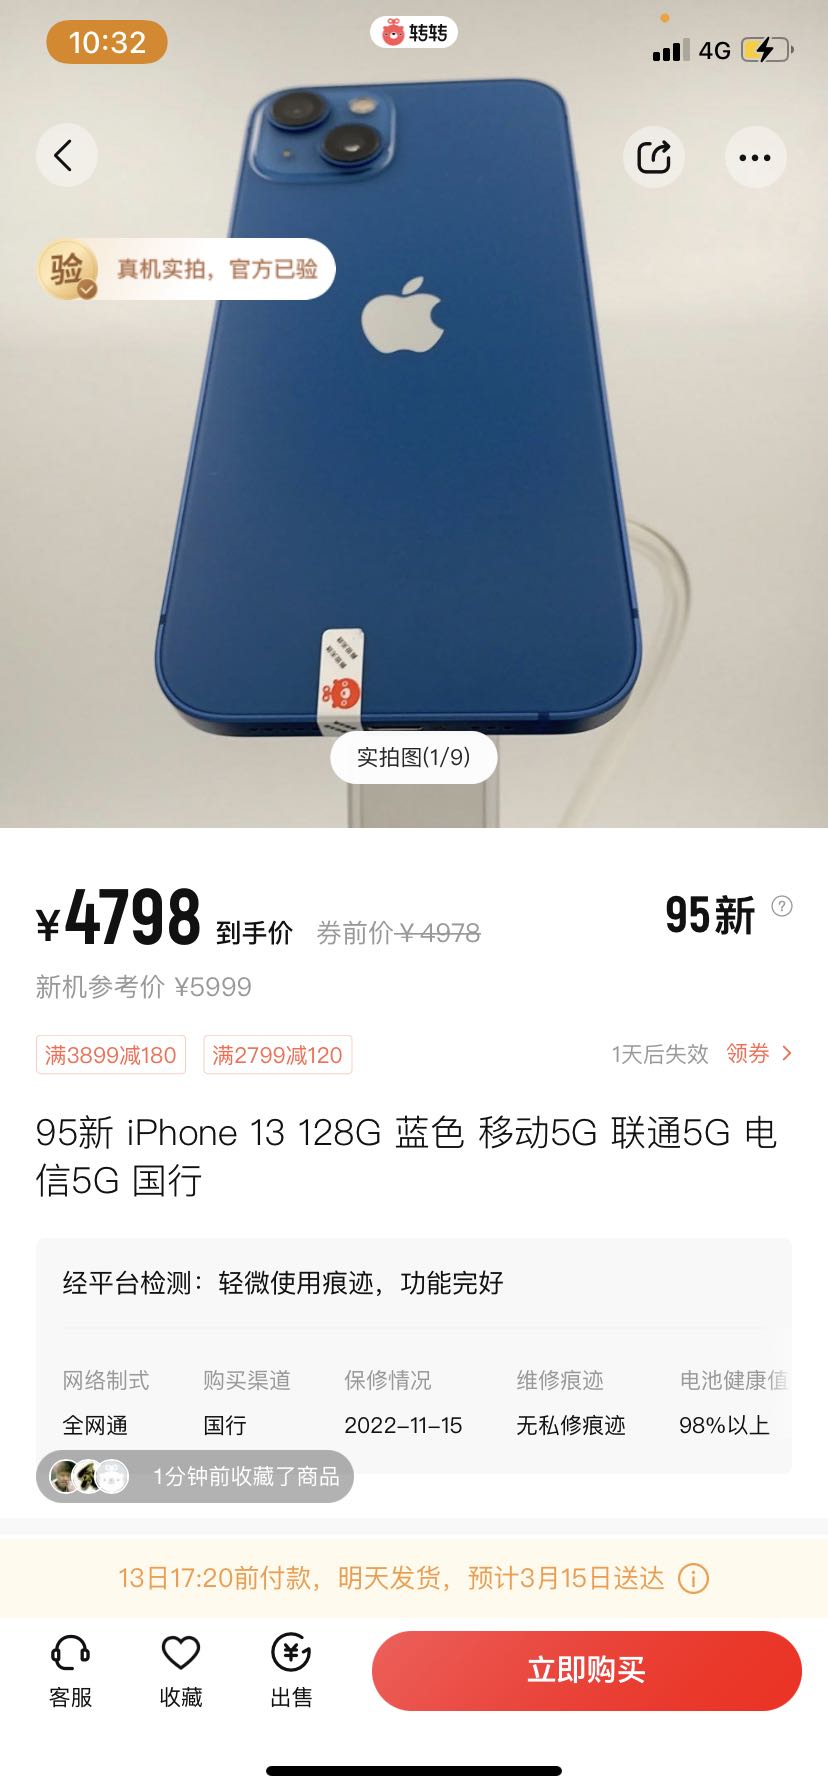 10:32
转转
4G
验
真机实拍，官方已验
实拍图(1/9)
¥4798 到手价 券前价¥4978
95新 ?
新机参考价 ¥5999
满3899减180 满2799减120
1天后失效 领券
95新 iPhone 13 128G 蓝色 移动5G 联通5G 电
信5G 国行
经平台检测：轻微使用痕迹，功能完好
网络制式 购买渠道 保修情况 维修痕迹 电池健康值
全网通 国行 2022-11-15 无私修痕迹 98%以上
1分钟前收藏了商品
13日17:20前付款，明天发货，预计3月15日送达
客服 收藏 出售 立即购买